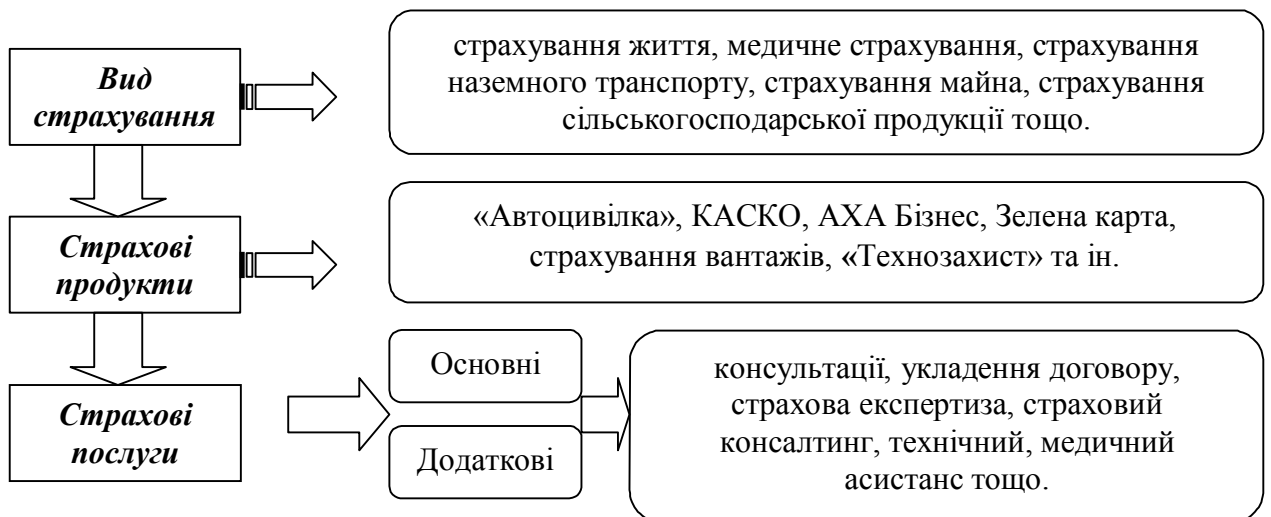 Вид
страхування
страхування життя, медичне страхування, страхування
наземного транспорту, страхування майна, страхування
сільськогосподарської продукції тощо.
Страхові
продукти
«Автоцивілка», КАСКО, АХА Бізнес, Зелена карта,
страхування вантажів, «Технозахист» та ін.
Страхові
послуги
Основні
Додаткові
консультації, укладення договору,
страхова експертиза, страховий
консалтинг, технічний, медичний
асистанс тощо.